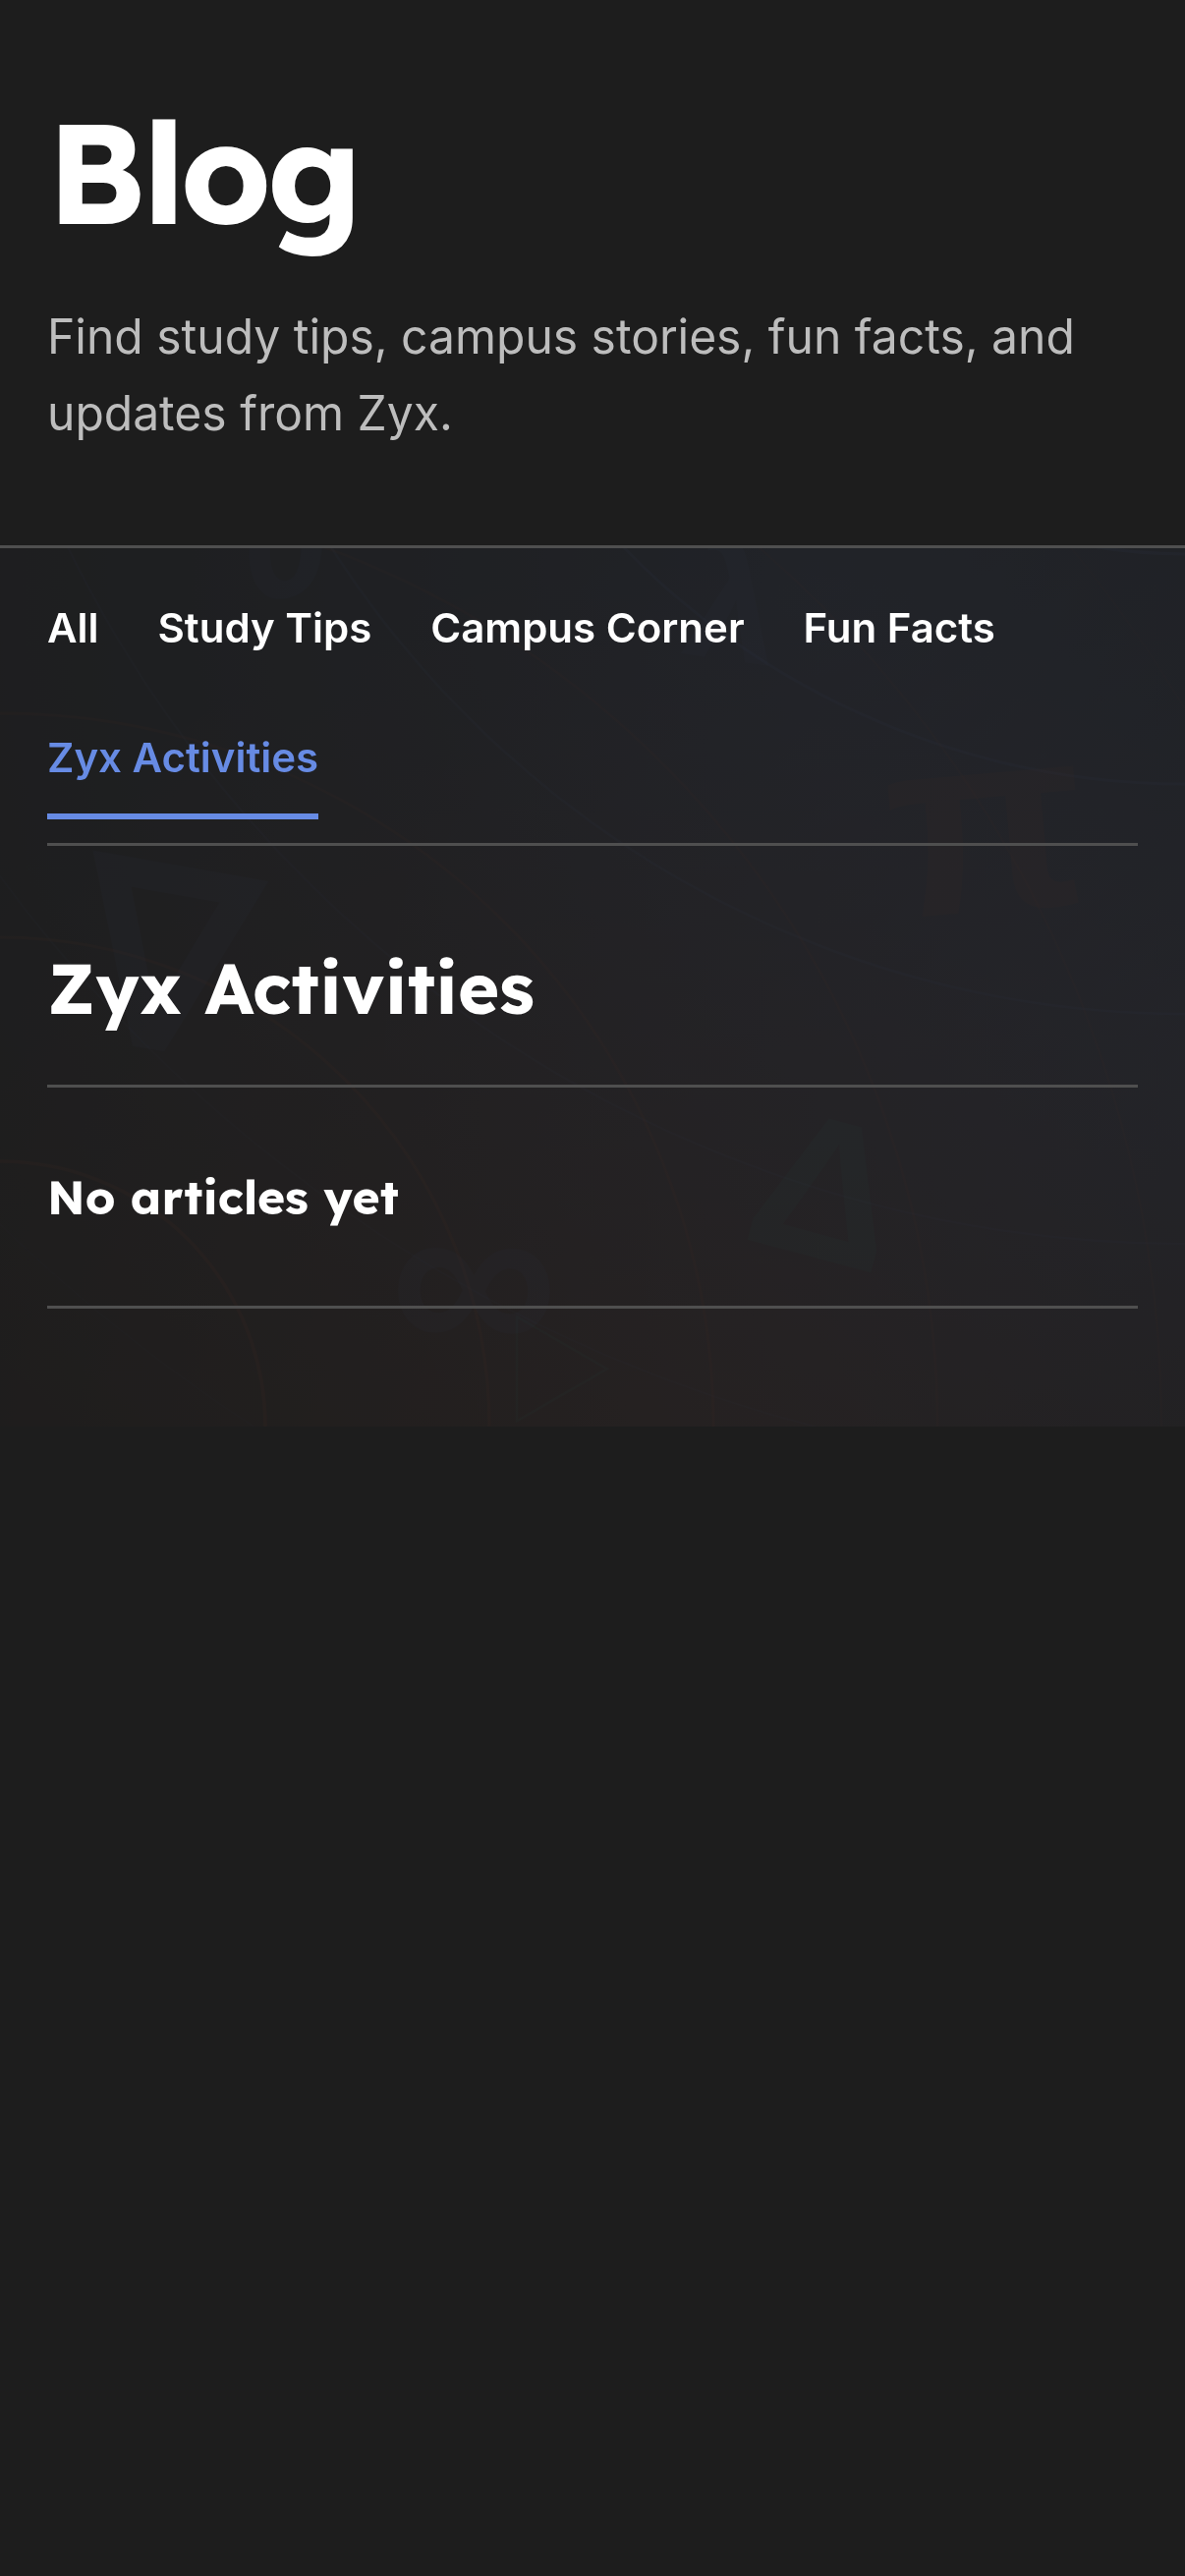 Blog
Find study tips, campus stories, fun facts, and
updates from Zyx.
All Study Tips Campus Corner Fun Facts
Zyx Activities
Zyx Activities
No articles yet